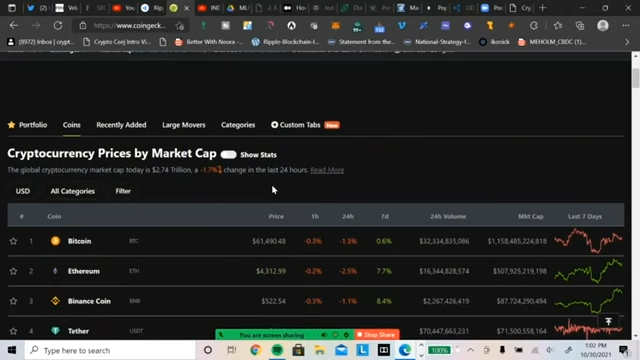 https://www.coingeck
(8972) Inbox | crypt...
Crypto Ceej Intro Vi...
Better With Noora -...
Ripple-Blockchain-I...
Statement from the...
National-Strategy-f...
Ikonick
MEHOLM_CBDC (1)...
Portfolio
Coins
Recently Added
Large Movers
Categories
Custom Tabs New
Cryptocurrency Prices by Market Cap Show Stats
The global cryptocurrency market cap today is $2.74 Trillion, a -1.7% change in the last 24 hours. Read More
USD All Categories Filter
# Coin Price 1h 24h 7d 24h Volume Mkt Cap Last 7 Days
1 Bitcoin BTC $61,490.48 -0.3% -1.3% 0.6% $32,334,835,086 $1,158,485,224,818
2 Ethereum ETH $4,312.99 -0.2% -2.5% 7.7% $16,344,828,574 $507,925,219,198
3 Binance Coin BNB $522.54 -0.3% -1.1% 8.4% $2,267,426,419 $87,724,290,494
4 Tether USDT $70,447,663,231 $71,500,558,164
You are screen sharing Stop Share
Type here to search
100%
1:02 PM
10/30/2021